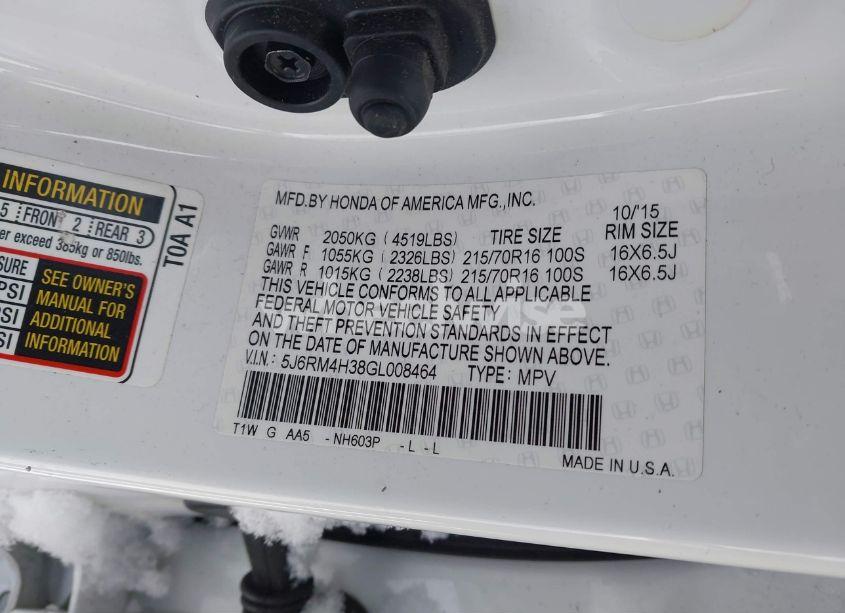 INFORMATION
5 FRONT 2 REAR 3
er exceed 385kg or 850lbs.
SURE
PSI
PSI
PSI
SEE OWNER'S
MANUAL FOR
ADDITIONAL
INFORMATION
TOA A1
MFD.BY HONDA OF AMERICA MFG.,INC. 10/'15
GVWR 2050KG (4519LBS) TIRE SIZE RIM SIZE
GAWR F 1055KG (2326LBS) 215/70R16 100S 16X6.5J
GAWR R 1015KG (2238LBS) 215/70R16 100S 16X6.5J
THIS VEHICLE CONFORMS TO ALL APPLICABLE
FEDERAL MOTOR VEHICLE SAFETY
AND THEFT PREVENTION STANDARDS IN EFFECT
ON THE DATE OF MANUFACTURE SHOWN ABOVE.
V.I.N.: 5J6RM4H38GL008464 TYPE: MPV
T1W G AA5 - NH603P - L - L
MADE IN U.S.A.